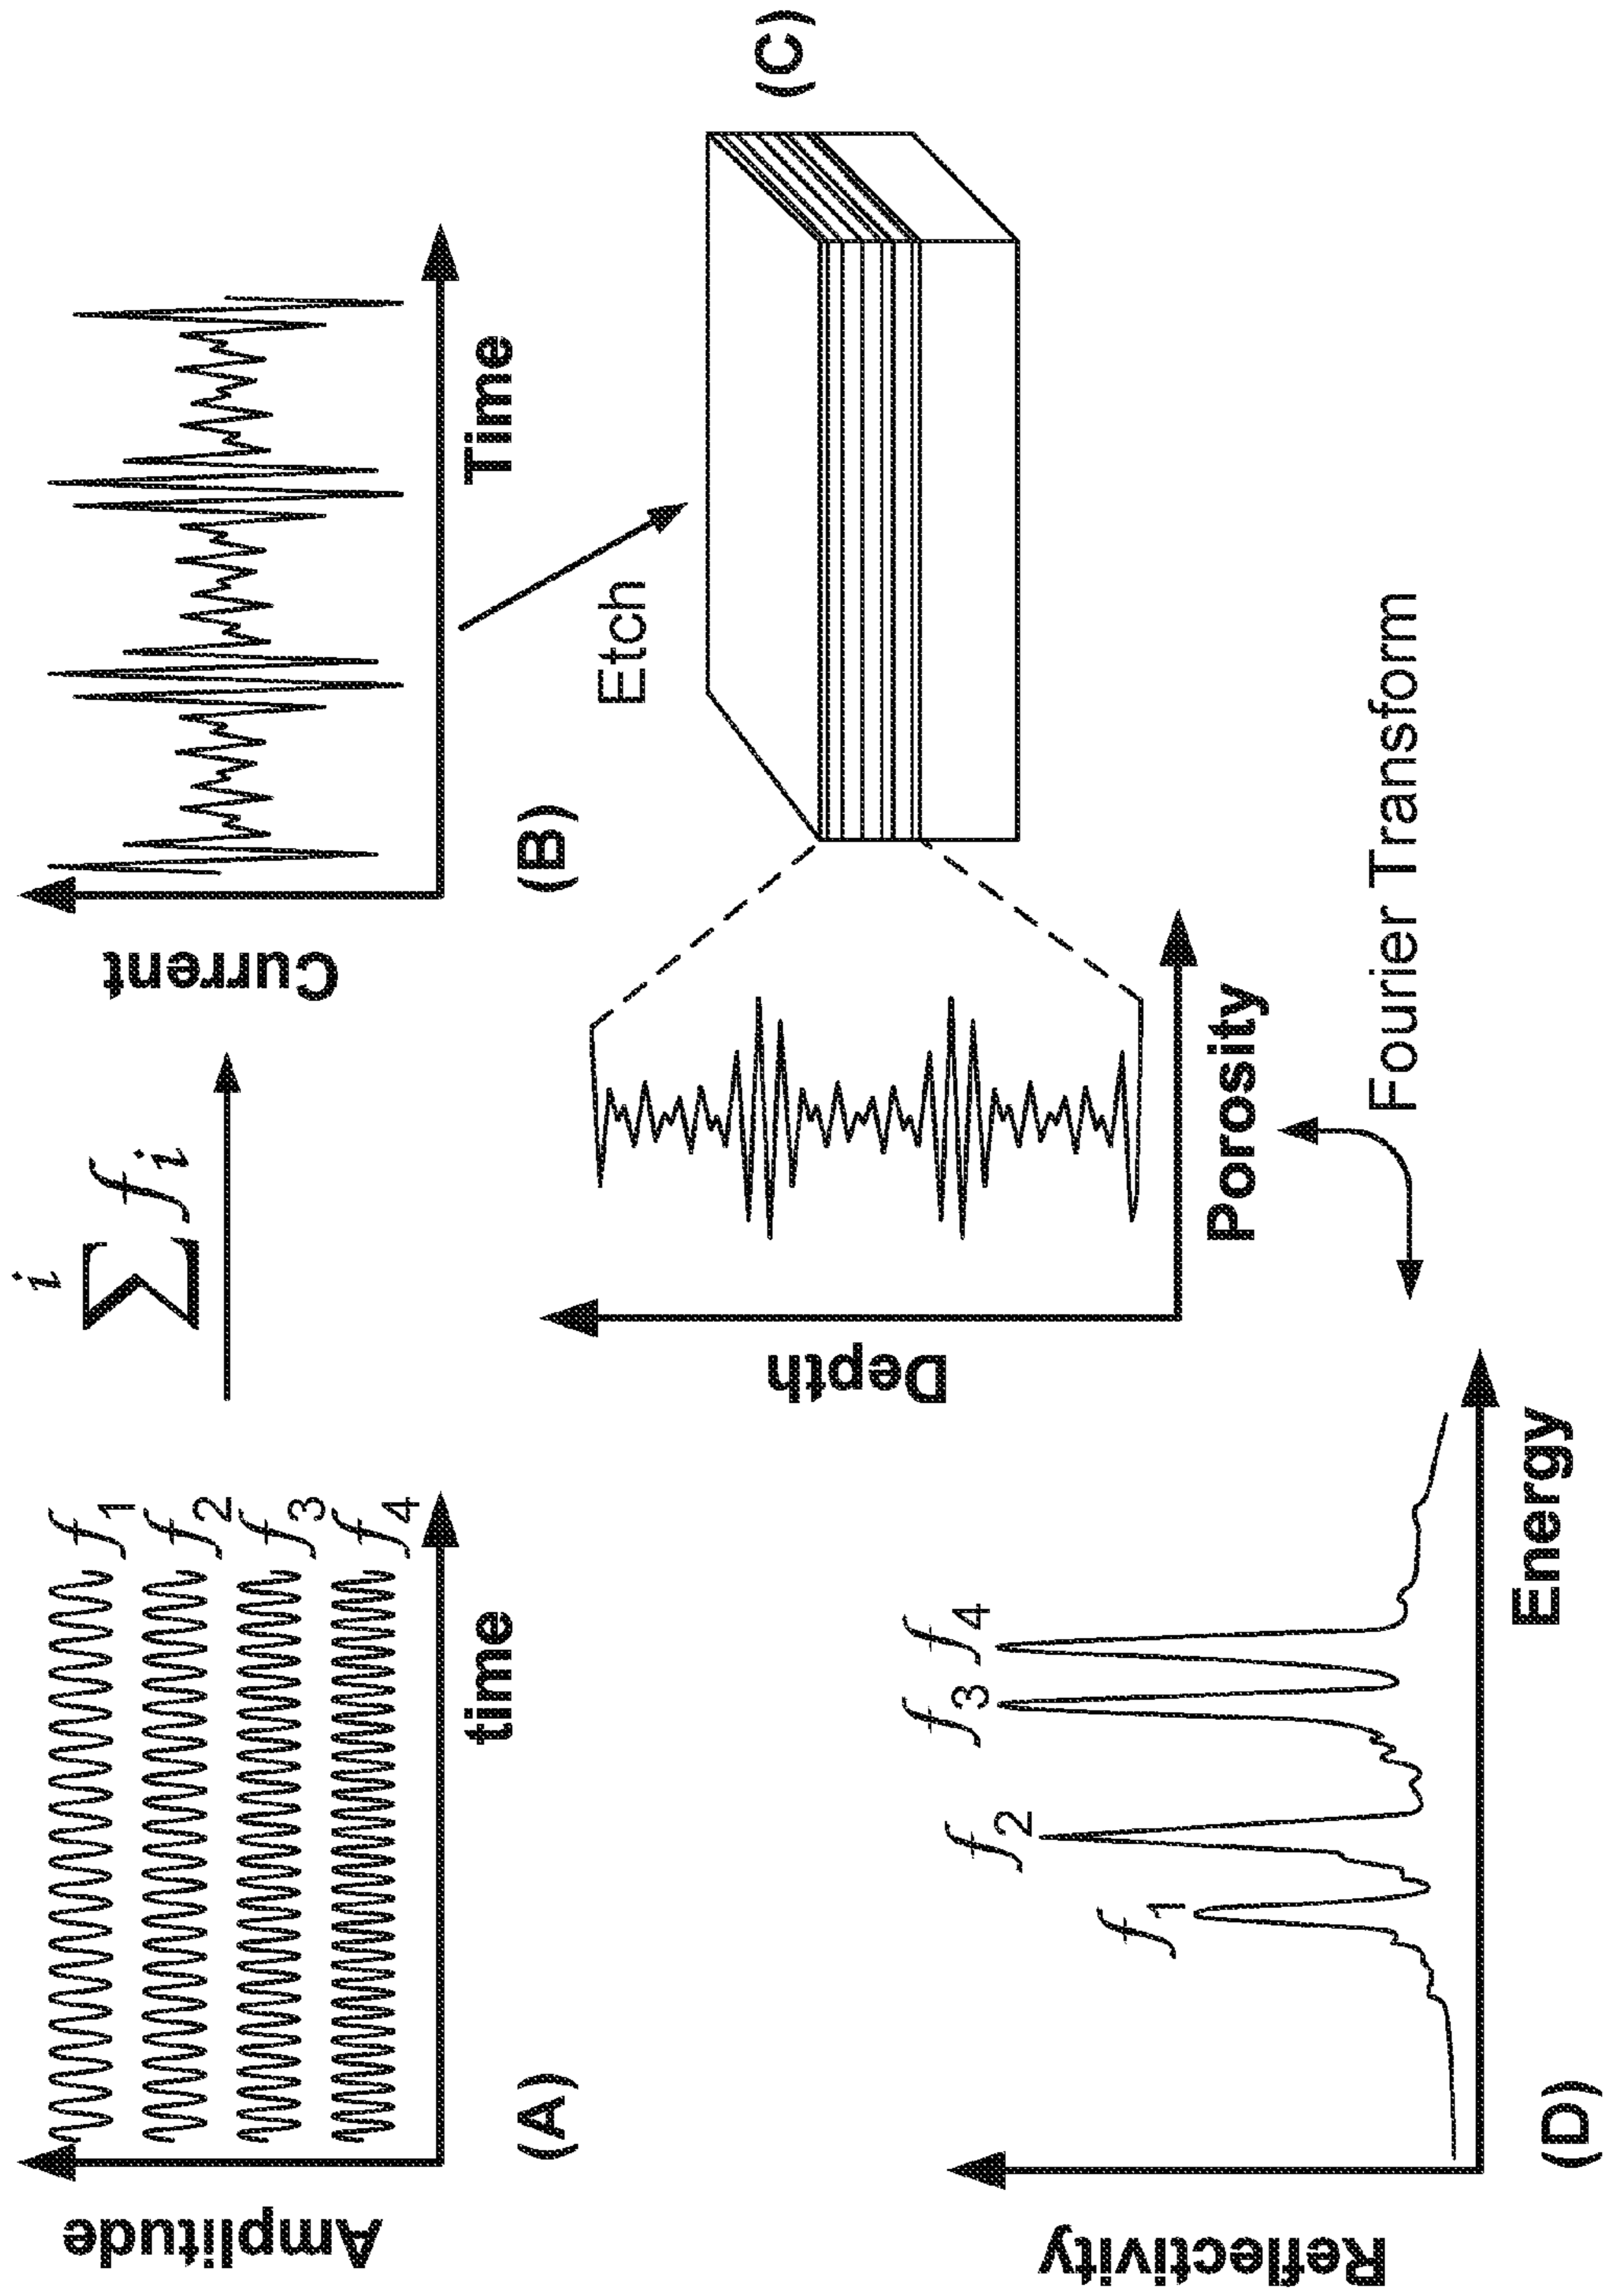 Amplitude
f1
f2
f3
f4
time
(A)
i
∑ fi
Current
Time
(B)
Etch
(C)
Depth
Porosity
Fourier Transform
Reflectivity
f1
f2
f3
f4
Energy
(D)